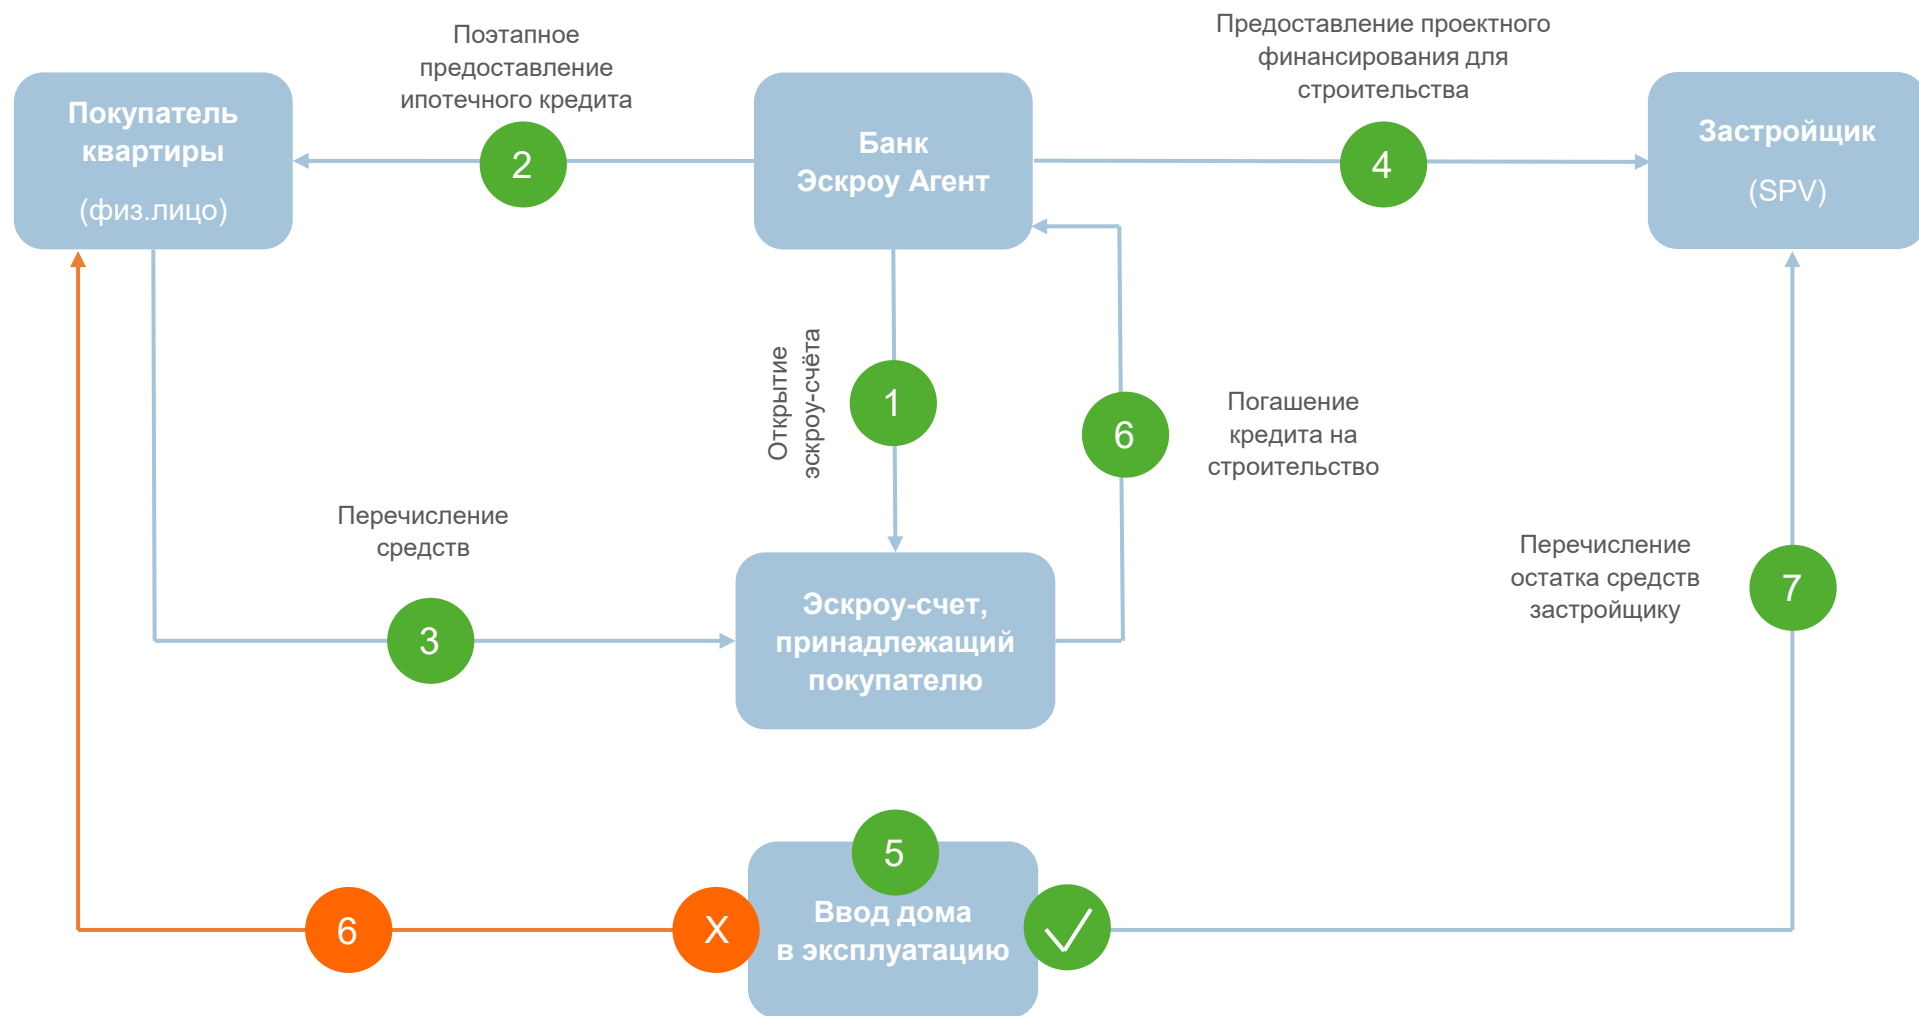 Поэтапное
предоставление
ипотечного кредита
Предоставление проектного
финансирования для
строительства
Покупатель
квартиры
(физ.лицо)
2
Банк
Эскроу Агент
4
Застройщик
(SPV)
Открытие
эскроу-счёта
1
6
Погашение
кредита на
строительство
Перечисление
средств
3
Эскроу-счет,
принадлежащий
покупателю
Перечисление
остатка средств
застройщику
7
5
6
X
Ввод дома
в эксплуатацию